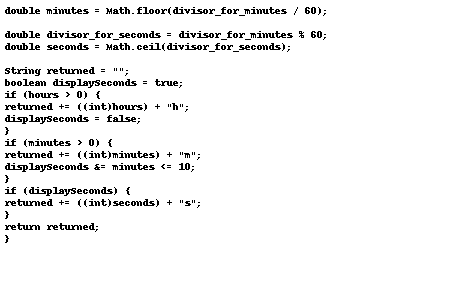 double minutes = Math.floor(divisor_for_minutes / 60);
double divisor_for_seconds = divisor_for_minutes % 60;
double seconds = Math.ceil(divisor_for_seconds);
String returned = "";
boolean displaySeconds = true;
if (hours > 0) {
returned += ((int)hours) + "h";
displaySeconds = false;
}
if (minutes > 0) {
returned += ((int)minutes) + "m";
displaySeconds &= minutes <= 10;
}
if (displaySeconds) {
returned += ((int)seconds) + "s";
}
return returned;
}